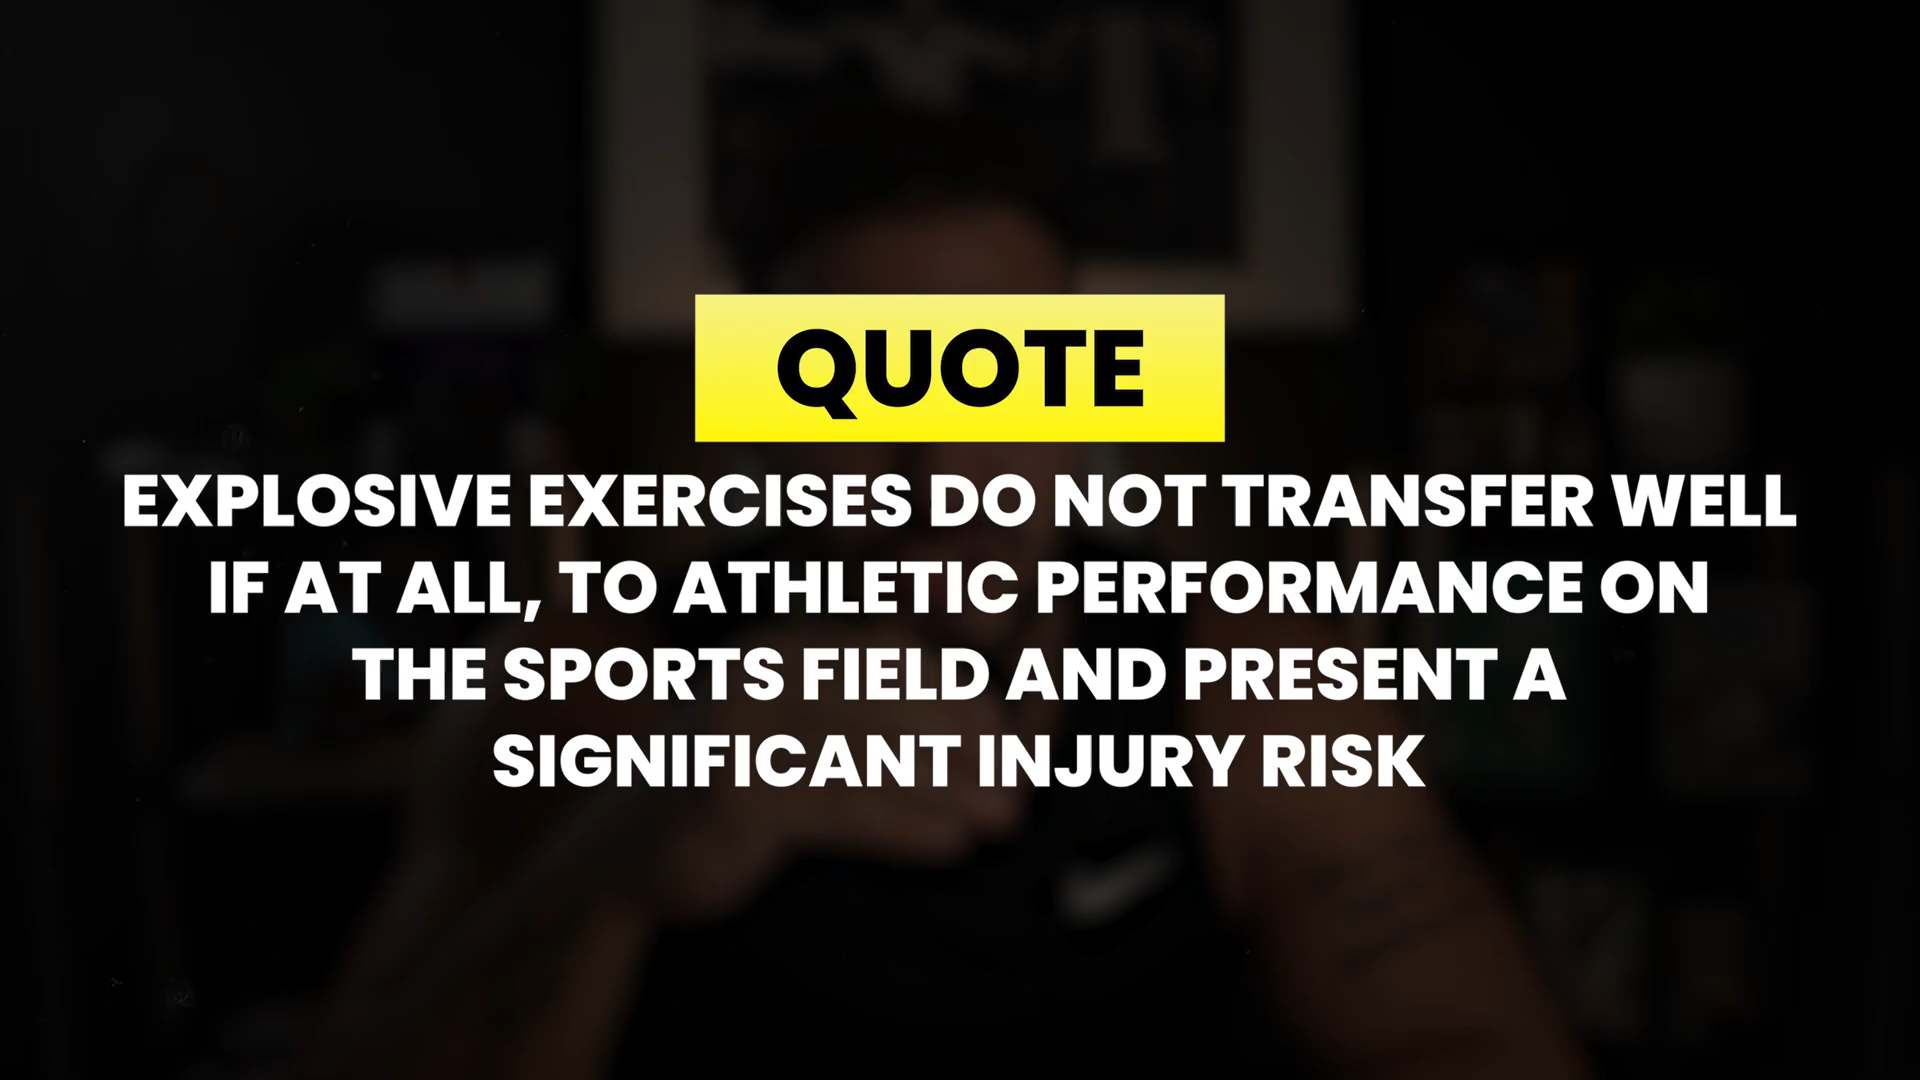 QUOTE
EXPLOSIVE EXERCISES DO NOT TRANSFER WELL
IF AT ALL, TO ATHLETIC PERFORMANCE ON
THE SPORTS FIELD AND PRESENT A
SIGNIFICANT INJURY RISK